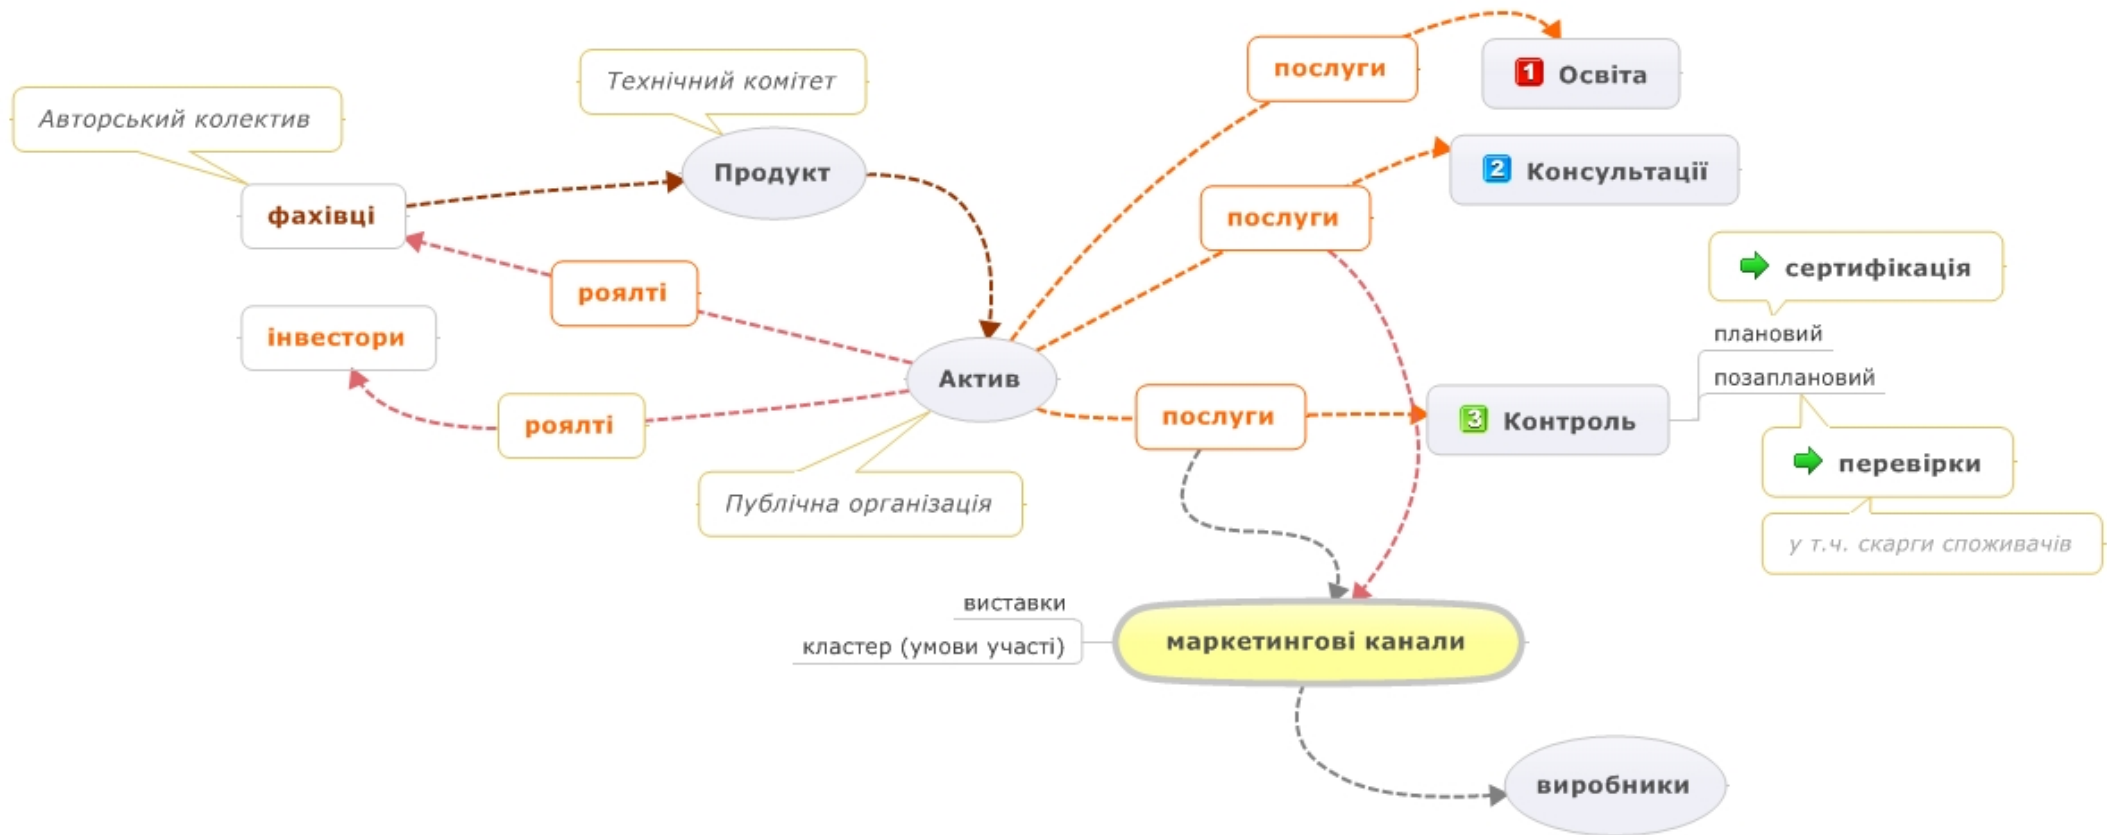 послуги
1 Освіта
Технічний комітет
Авторський колектив
Продукт
2 Консультації
фахівці
послуги
сертифікація
роялті
інвестори
плановий
Актив
позаплановий
послуги
3 Контроль
роялті
перевірки
Публічна організація
у т.ч. скарги споживачів
виставки
маркетингові канали
кластер (умови участі)
виробники